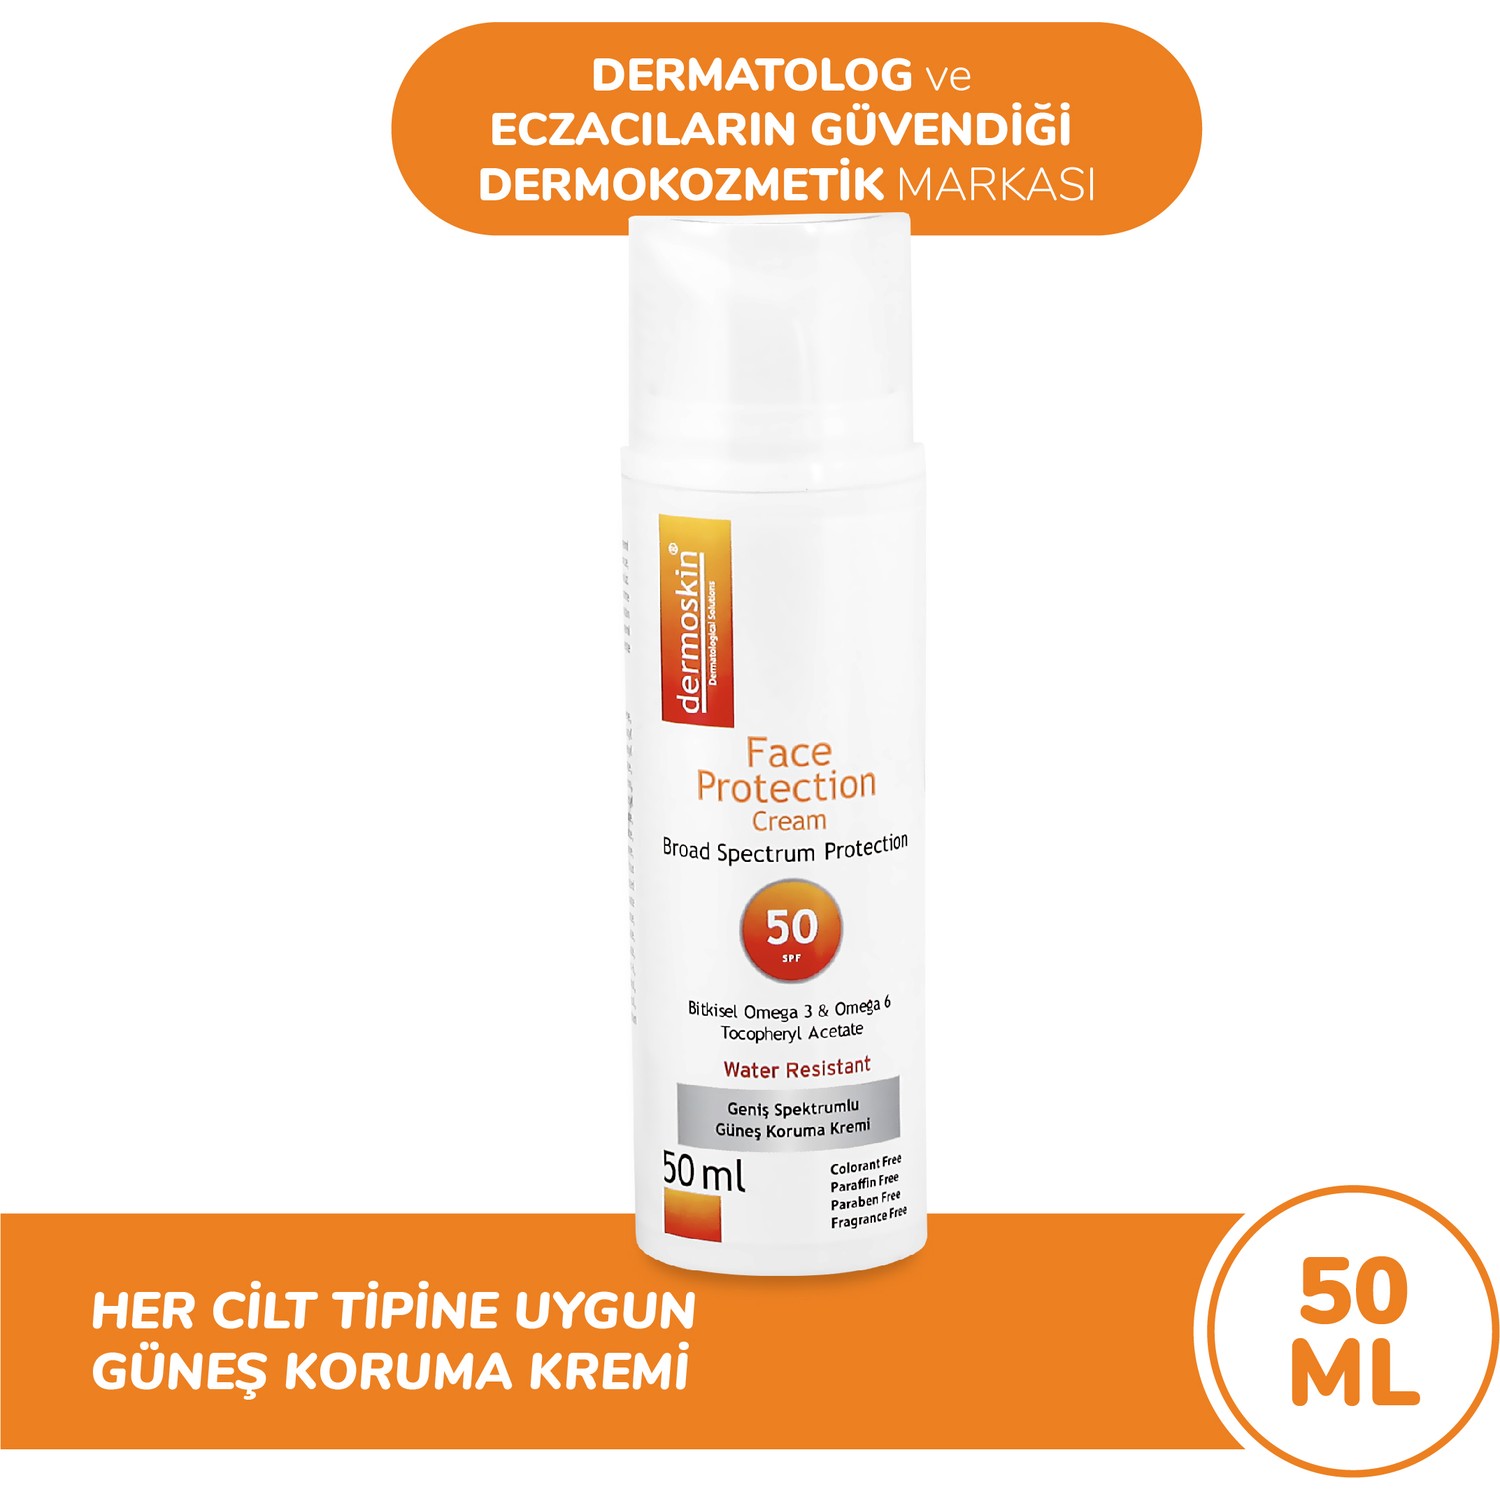 DERMATOLOG ve
ECZACILARIN GÜVENDİĞİ
DERMOKOZMETİK MARKASI
dermoskin®
Dermatological Solutions
Face
Protection
Cream
Broad Spectrum Protection
50
SPF
Bitkisel Omega 3 & Omeğa 6
Tocopheryl Acetate
Water Resistant
Geniş Spektrumlu
Güneş Koruma Kremi
50 ml
Colorant Free
Paraffin Free
Paraben Free
Fragrance Free
HER CİLT TİPİNE UYGUN
GÜNEŞ KORUMA KREMİ
50
ML